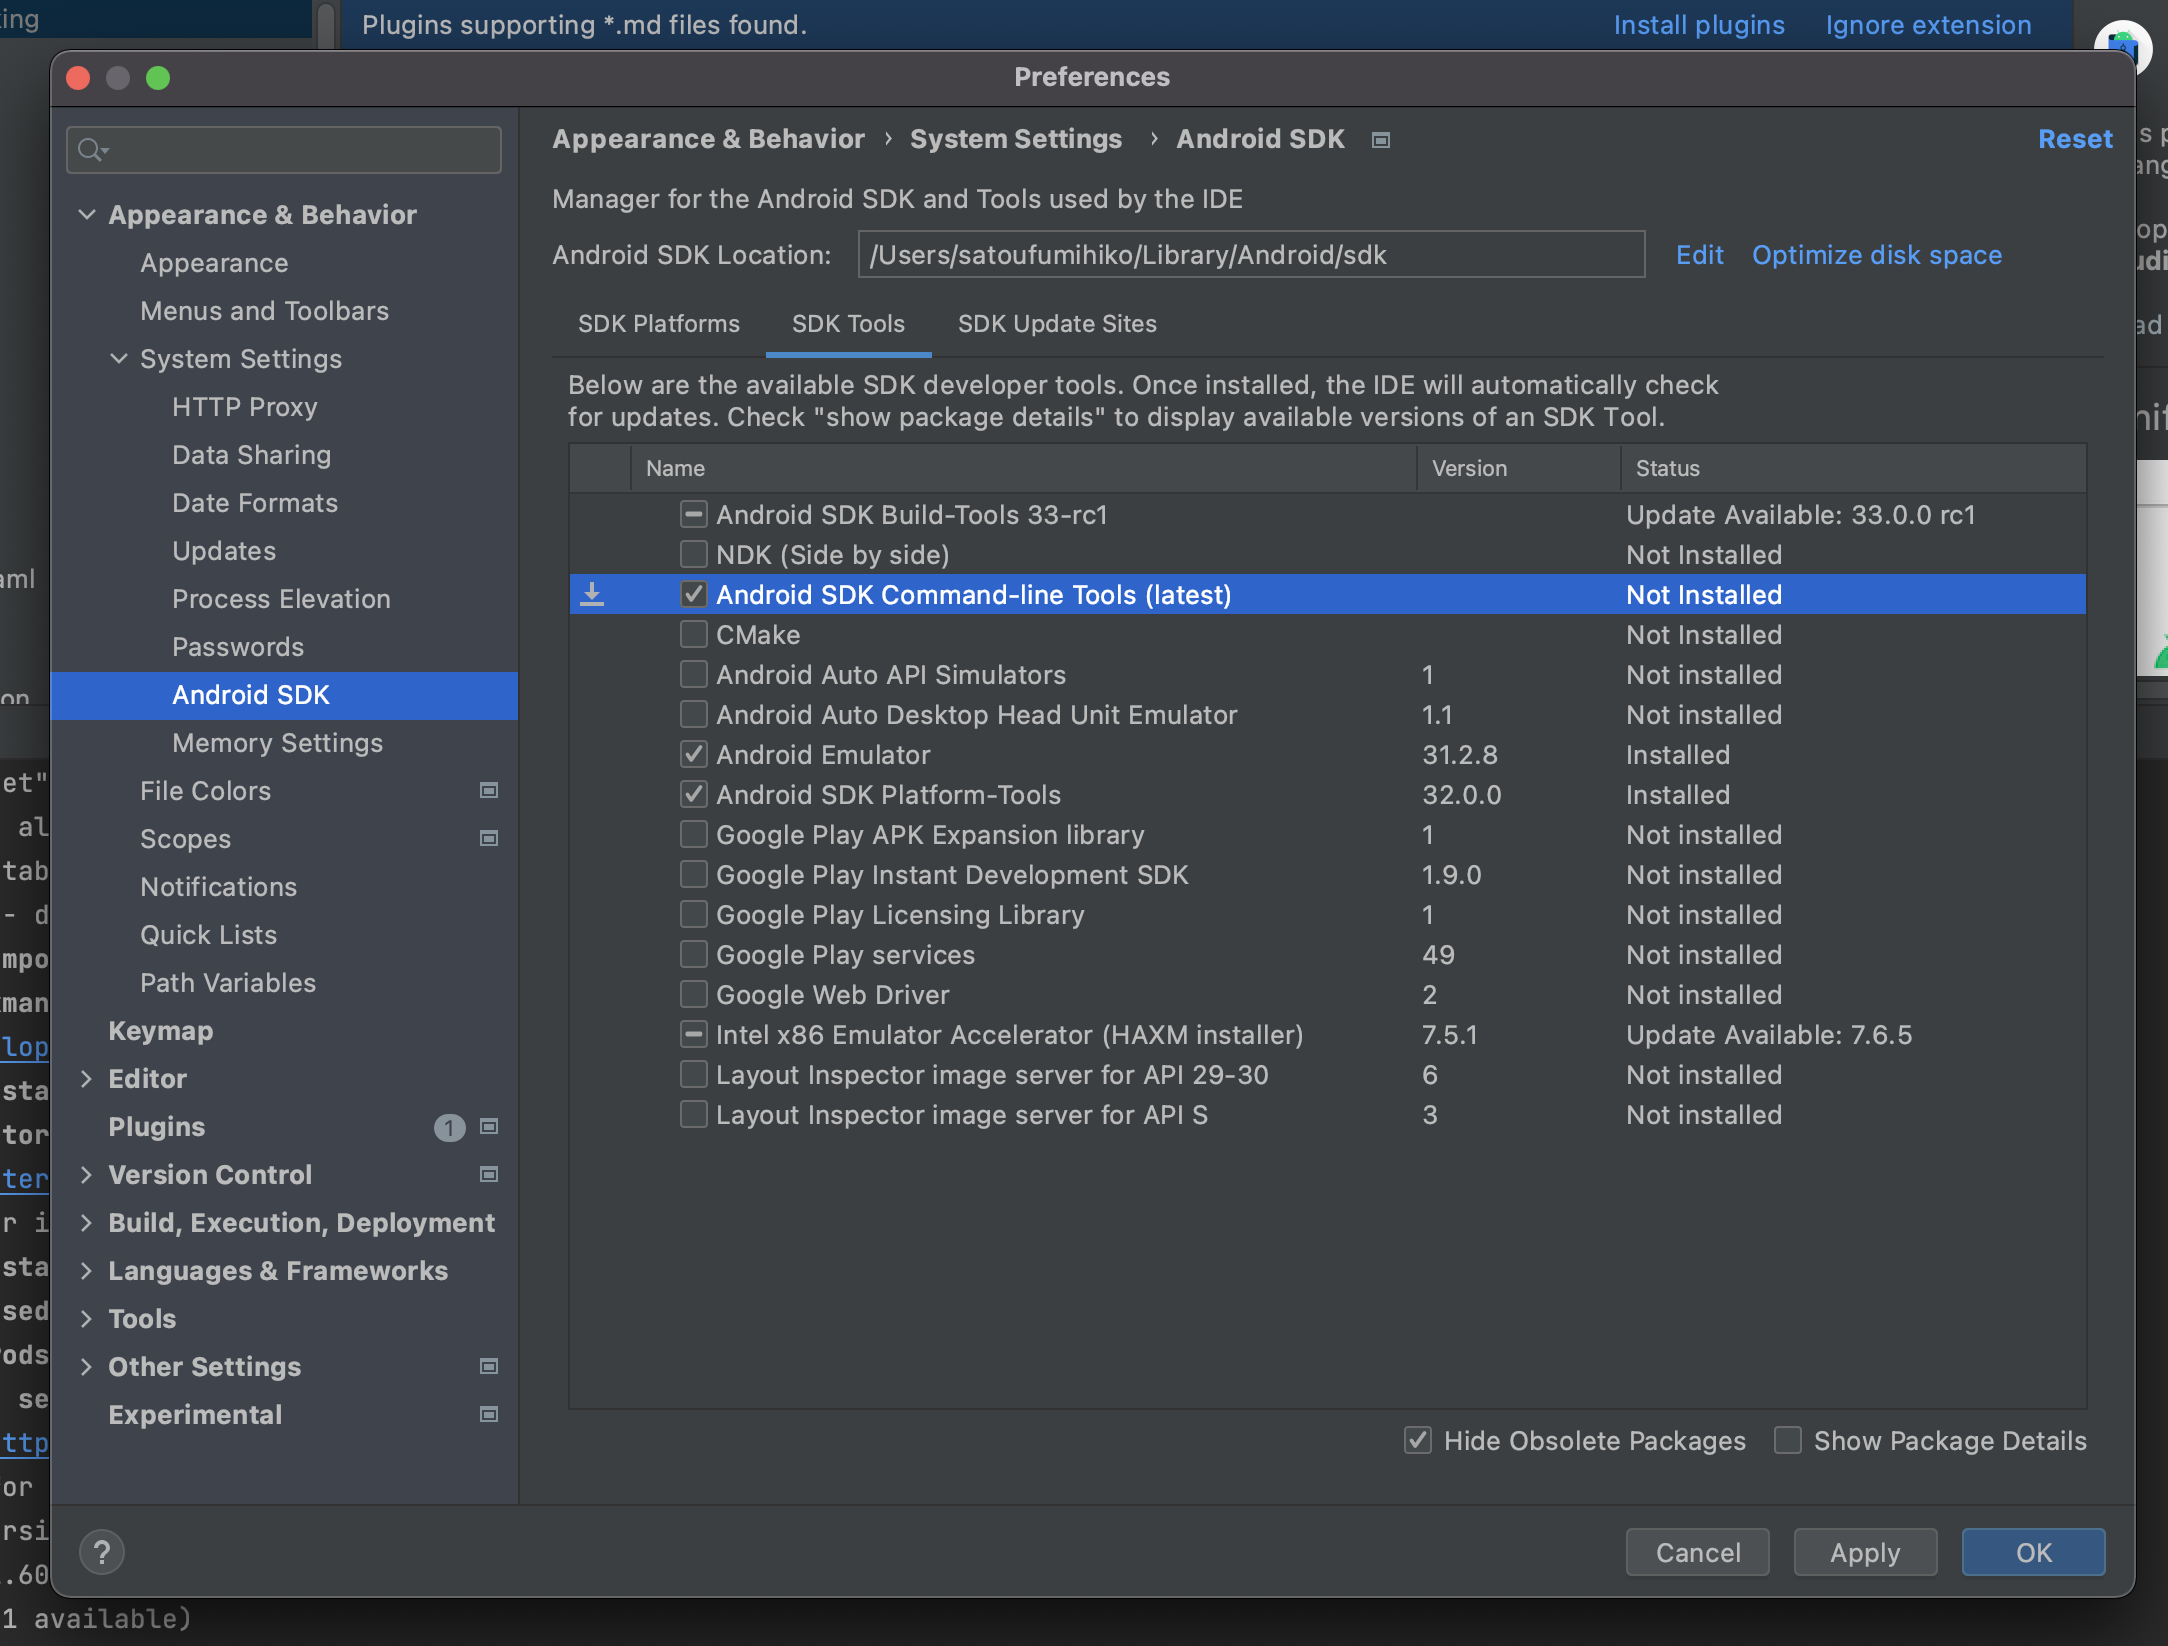 Plugins supporting *.md files found.
Install plugins
Ignore extension
Preferences
Appearance & Behavior
Appearance
Menus and Toolbars
System Settings
HTTP Proxy
Data Sharing
Date Formats
Updates
Process Elevation
Passwords
Android SDK
Memory Settings
File Colors
Scopes
Notifications
Quick Lists
Path Variables
Keymap
Editor
Plugins 1
Version Control
Build, Execution, Deployment
Languages & Frameworks
Tools
Other Settings
Experimental
Appearance & Behavior › System Settings › Android SDK
Reset
Manager for the Android SDK and Tools used by the IDE
Android SDK Location: /Users/satoufumihiko/Library/Android/sdk Edit Optimize disk space
SDK Platforms SDK Tools SDK Update Sites
Below are the available SDK developer tools. Once installed, the IDE will automatically check
for updates. Check "show package details" to display available versions of an SDK Tool.
Name Version Status
Android SDK Build-Tools 33-rc1 Update Available: 33.0.0 rc1
NDK (Side by side) Not Installed
Android SDK Command-line Tools (latest) Not Installed
CMake Not Installed
Android Auto API Simulators 1 Not installed
Android Auto Desktop Head Unit Emulator 1.1 Not installed
Android Emulator 31.2.8 Installed
Android SDK Platform-Tools 32.0.0 Installed
Google Play APK Expansion library 1 Not installed
Google Play Instant Development SDK 1.9.0 Not installed
Google Play Licensing Library 1 Not installed
Google Play services 49 Not installed
Google Web Driver 2 Not installed
Intel x86 Emulator Accelerator (HAXM installer) 7.5.1 Update Available: 7.6.5
Layout Inspector image server for API 29-30 6 Not installed
Layout Inspector image server for API S 3 Not installed
Hide Obsolete Packages Show Package Details
? Cancel Apply OK
1 available)